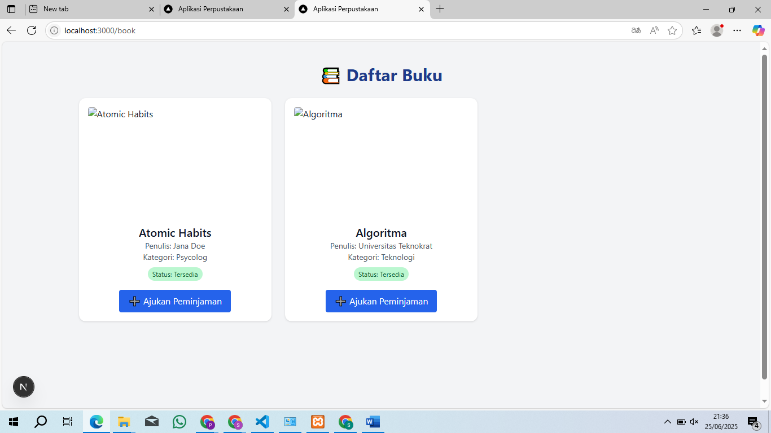 New tab
Aplikasi Perpustakaan
Aplikasi Perpustakaan
localhost:3000/book
Daftar Buku
Atomic Habits
Algoritma
Atomic Habits
Penulis: Jana Doe
Kategori: Psycolog
Status: Tersedia
Ajukan Peminjaman
Algoritma
Penulis: Universitas Teknokrat
Kategori: Teknologi
Status: Tersedia
Ajukan Peminjaman
N
21:36
25/06/2025
4